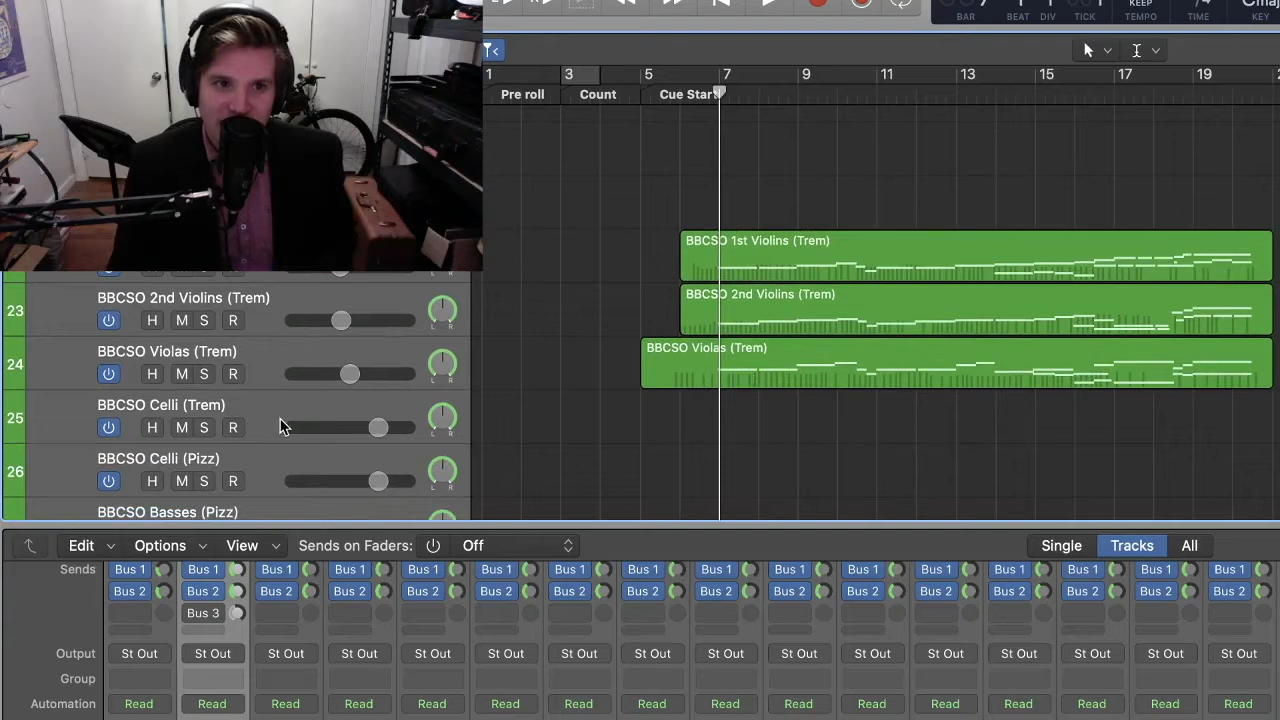 BAR BEAT DIV TICK KEEP TEMPO TIME KEY
1 3 5 7 9 11 13 15 17 19
Pre roll Count Cue Start
BBCSO 1st Violins (Trem)
23 BBCSO 2nd Violins (Trem)
H M S R L R
BBCSO 2nd Violins (Trem)
24 BBCSO Violas (Trem)
H M S R L R
BBCSO Violas (Trem)
25 BBCSO Celli (Trem)
H M S R L R
26 BBCSO Celli (Pizz)
H M S R L R
BBCSO Basses (Pizz)
Edit Options View Sends on Faders: Off Single Tracks All
Sends Bus 1 Bus 1 Bus 1 Bus 1 Bus 1 Bus 1 Bus 1 Bus 1 Bus 1 Bus 1 Bus 1 Bus 1 Bus 1 Bus 1 Bus 1 Bus 1
Bus 2 Bus 2 Bus 2 Bus 2 Bus 2 Bus 2 Bus 2 Bus 2 Bus 2 Bus 2 Bus 2 Bus 2 Bus 2 Bus 2 Bus 2 Bus 2
Bus 3
Output St Out St Out St Out St Out St Out St Out St Out St Out St Out St Out St Out St Out St Out St Out St Out St Out
Group
Automation Read Read Read Read Read Read Read Read Read Read Read Read Read Read Read Read